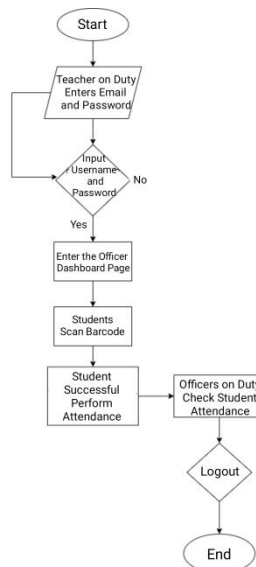 Start
Teacher on Duty
Enters Email
and Password
Input
Username
and
Password
No
Yes
Enter the Officer
Dashboard Page
Students
Scan Barcode
Student
Successful
Perform
Attendance
Officers on Duty
Check Student
Attendance
Logout
End